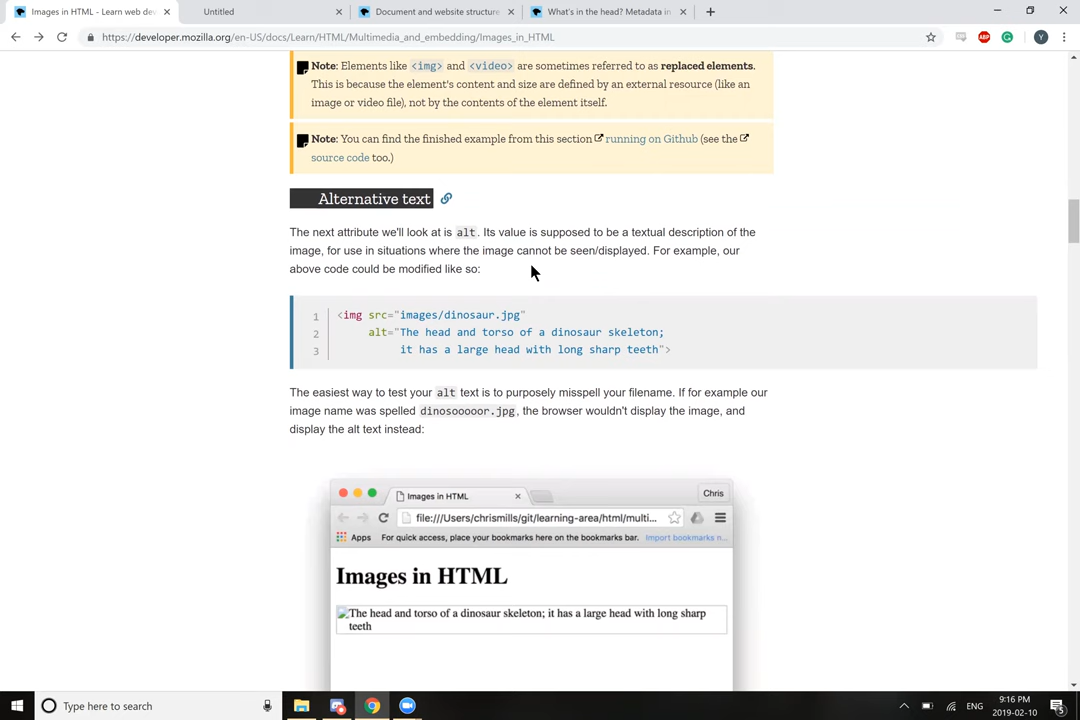 Images in HTML - Learn web dev
Untitled
Document and website structure
What's in the head? Metadata in
https://developer.mozilla.org/en-US/docs/Learn/HTML/Multimedia_and_embedding/Images_in_HTML
ABP
Y
Note: Elements like <img> and <video> are sometimes referred to as replaced elements.
This is because the element's content and size are defined by an external resource (like an
image or video file), not by the contents of the element itself.
Note: You can find the finished example from this section running on Github (see the
source code too.)
Alternative text
The next attribute we'll look at is alt. Its value is supposed to be a textual description of the
image, for use in situations where the image cannot be seen/displayed. For example, our
above code could be modified like so:
1 <img src="images/dinosaur.jpg"
2 alt="The head and torso of a dinosaur skeleton;
3 it has a large head with long sharp teeth">
The easiest way to test your alt text is to purposely misspell your filename. If for example our
image name was spelled dinosooooor.jpg, the browser wouldn't display the image, and
display the alt text instead:
Images in HTML
Chris
file:///Users/chrismills/git/learning-area/html/multi...
Apps For quick access, place your bookmarks here on the bookmarks bar. Import bookmarks n...
Images in HTML
The head and torso of a dinosaur skeleton; it has a large head with long sharp
teeth
Type here to search
ENG
9:16 PM
2019-02-10
5